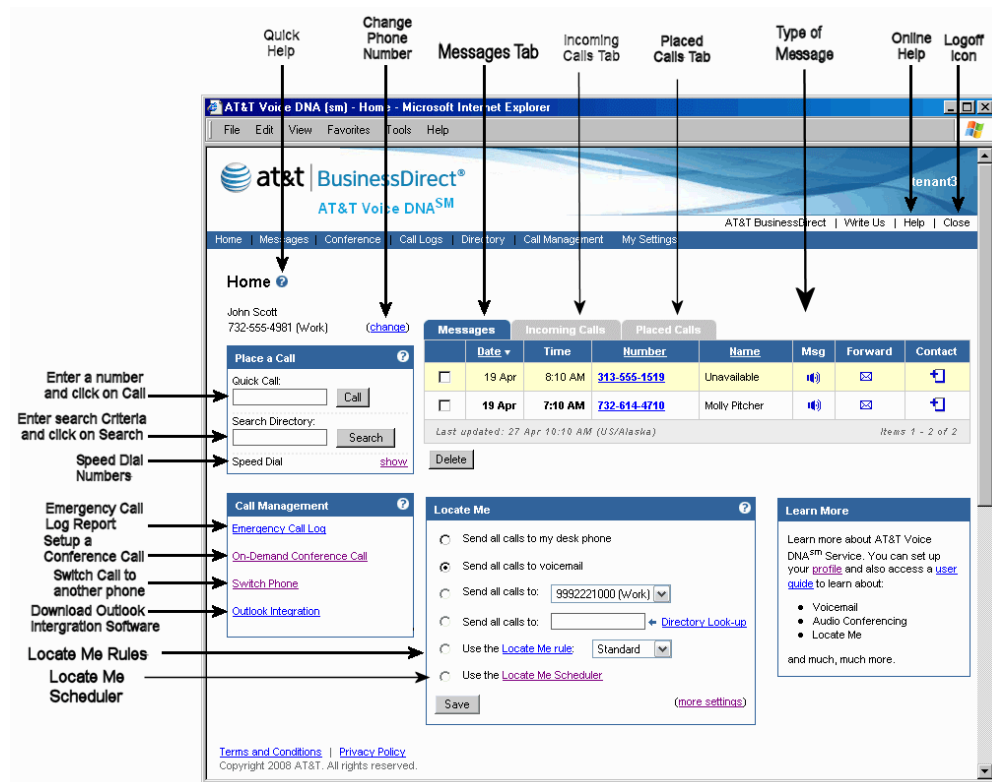 Quick Help
Change Phone Number
Messages Tab
Incoming Calls Tab
Placed Calls Tab
Type of Message
Online Help
Logoff Icon
AT&T Voice DNA (sm) - Home - Microsoft Internet Explorer
File Edit View Favorites Tools Help
at&t BusinessDirect®
AT&T Voice DNA SM
tenant3
AT&T BusinessDirect | Write Us | Help | Close
Home | Messages | Conference | Call Logs | Directory | Call Management My Settings
Home ?
John Scott
732-555-4981 (Work) (change)
Messages Incoming Calls Placed Calls
Date Time Number Name Msg Forward Contact
19 Apr 8:10 AM 313-555-1519 Unavailable
19 Apr 7:10 AM 732-614-4710 Molly Pitcher
Last updated: 27 Apr 10:10 AM (US/Alaska) Items 1 - 2 of 2
Delete
Place a Call ?
Enter a number and click on Call
Quick Call:
Call
Enter search Criteria and click on Search
Search Directory:
Search
Speed Dial Numbers
Speed Dial show
Call Management ?
Emergency Call Log Report
Emergency Call Log
Setup a Conference Call
On-Demand Conference Call
Switch Call to another phone
Switch Phone
Download Outlook Intergration Software
Outlook Integration
Locate Me Rules
Locate Me Scheduler
Locate Me ?
Send all calls to my desk phone
Send all calls to voicemail
Send all calls to: 9992221000 (Work)
Send all calls to: Directory Look-up
Use the Locate Me rule: Standard
Use the Locate Me Scheduler
Save (more settings)
Learn More
Learn more about AT&T Voice
DNA sm Service. You can set up
your profile and also access a user
guide to learn about:
• Voicemail
• Audio Conferencing
• Locate Me
and much, much more.
Terms and Conditions | Privacy Policy
Copyright 2008 AT&T. All rights reserved.